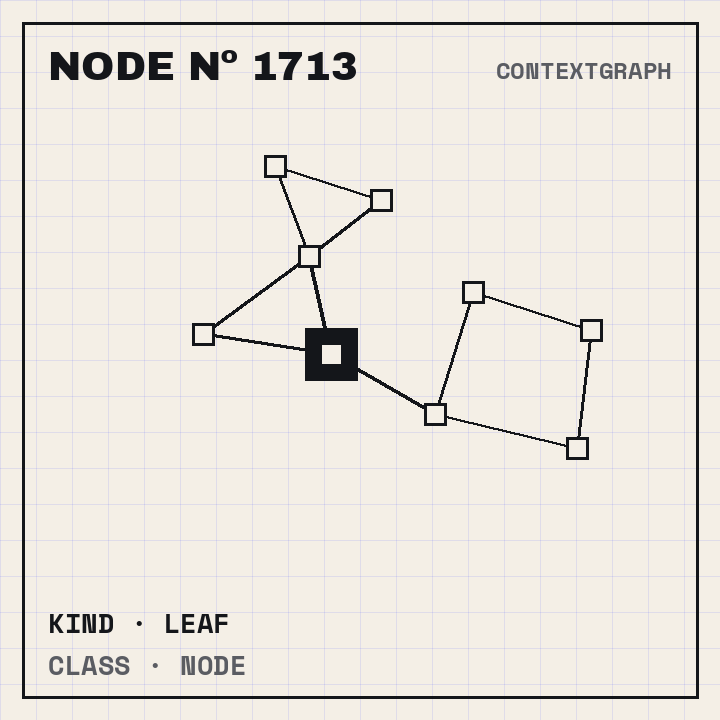 NODE Nº 1713
CONTEXTGRAPH
KIND · LEAF
CLASS · NODE